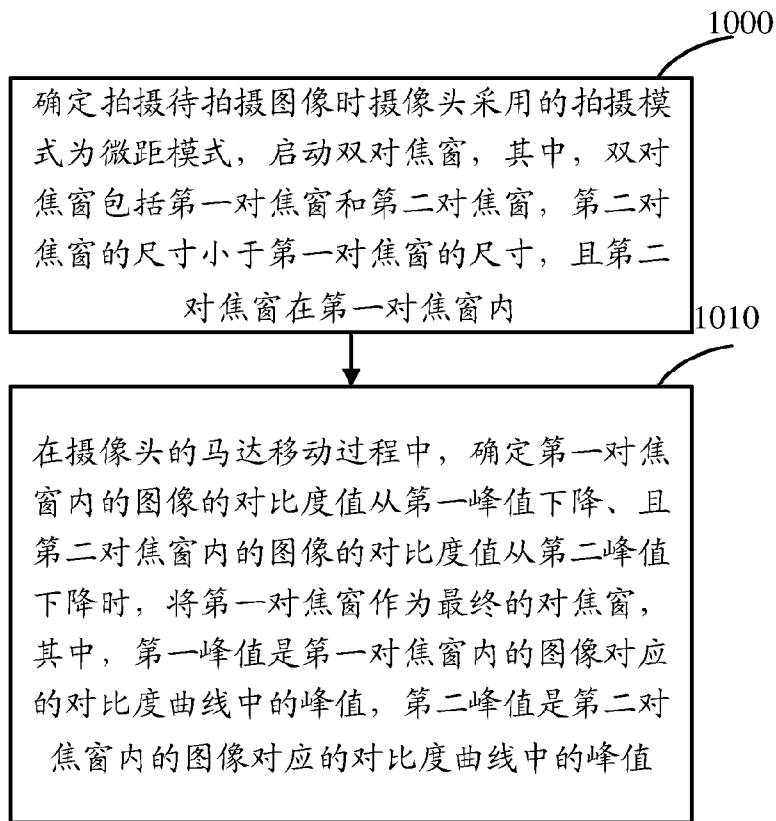 1000
确定拍摄待拍摄图像时摄像头采用的拍摄模
式为微距模式，启动双对焦窗，其中，双对
焦窗包括第一对焦窗和第二对焦窗，第二对
焦窗的尺寸小于第一对焦窗的尺寸，且第二
对焦窗在第一对焦窗内
1010
在摄像头的马达移动过程中，确定第一对焦
窗内的图像的对比度值从第一峰值下降、且
第二对焦窗内的图像的对比度值从第二峰值
下降时，将第一对焦窗作为最终的对焦窗，
其中，第一峰值是第一对焦窗内的图像对应
的对比度曲线中的峰值，第二峰值是第二对
焦窗内的图像对应的对比度曲线中的峰值